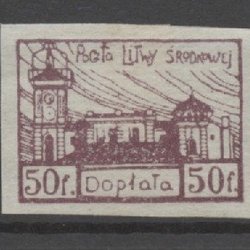 POCZTA LITWY ŚRODKOWEJ
50f. Dopłata 50f.